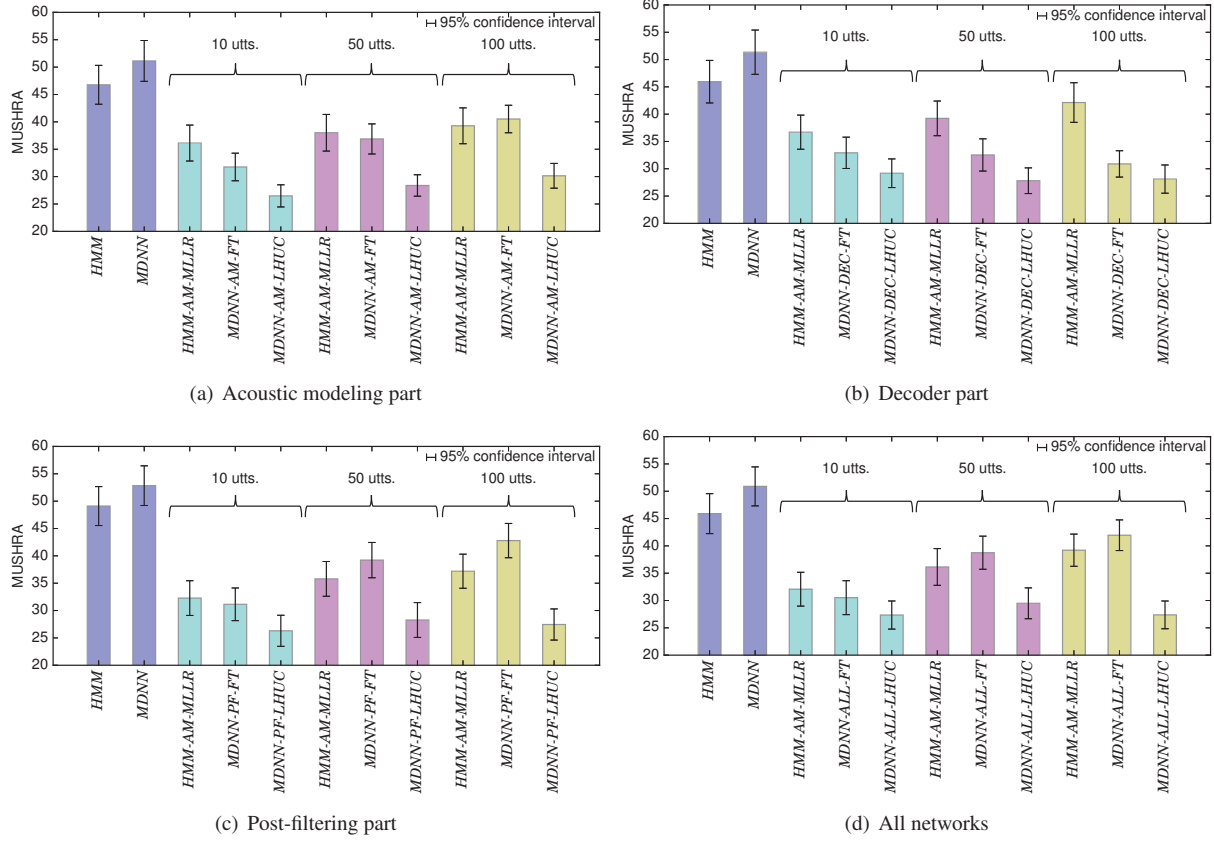 95% confidence interval
10 utts.
50 utts.
100 utts.
MUSHRA
60
55
50
45
40
35
30
25
20
HMM
MDNN
HMM-AM-MLLR
MDNN-AM-FT
MDNN-AM-LHUC
HMM-AM-MLLR
MDNN-AM-FT
MDNN-AM-LHUC
HMM-AM-MLLR
MDNN-AM-FT
MDNN-AM-LHUC
(a) Acoustic modeling part
95% confidence interval
10 utts.
50 utts.
100 utts.
MUSHRA
60
55
50
45
40
35
30
25
20
HMM
MDNN
HMM-AM-MLLR
MDNN-DEC-FT
MDNN-DEC-LHUC
HMM-AM-MLLR
MDNN-DEC-FT
MDNN-DEC-LHUC
HMM-AM-MLLR
MDNN-DEC-FT
MDNN-DEC-LHUC
(b) Decoder part
95% confidence interval
10 utts.
50 utts.
100 utts.
MUSHRA
60
55
50
45
40
35
30
25
20
HMM
MDNN
HMM-AM-MLLR
MDNN-PF-FT
MDNN-PF-LHUC
HMM-AM-MLLR
MDNN-PF-FT
MDNN-PF-LHUC
HMM-AM-MLLR
MDNN-PF-FT
MDNN-PF-LHUC
(c) Post-filtering part
95% confidence interval
10 utts.
50 utts.
100 utts.
MUSHRA
60
55
50
45
40
35
30
25
20
HMM
MDNN
HMM-AM-MLLR
MDNN-ALL-FT
MDNN-ALL-LHUC
HMM-AM-MLLR
MDNN-ALL-FT
MDNN-ALL-LHUC
HMM-AM-MLLR
MDNN-ALL-FT
MDNN-ALL-LHUC
(d) All networks